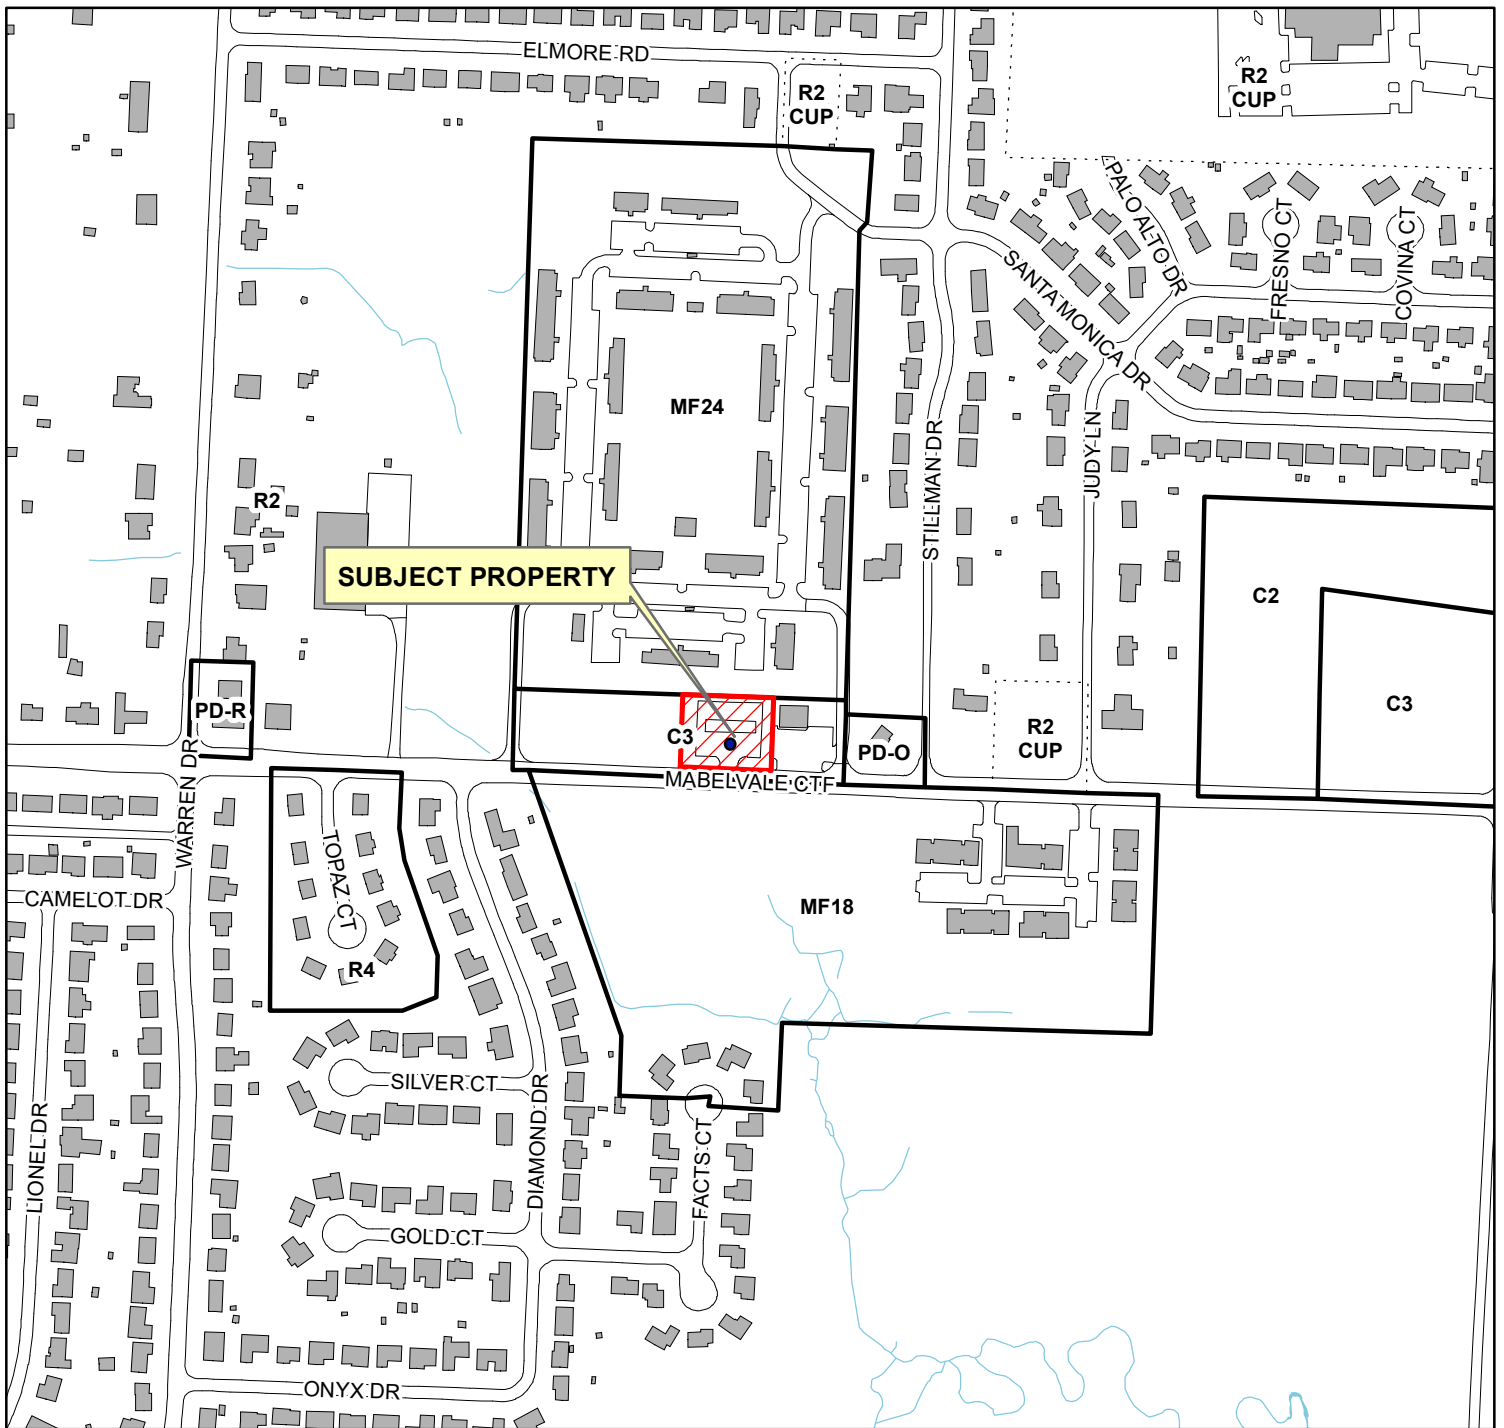 ELMORE RD
R2
CUP
R2
CUP
PALO ALTO DR
FRESNO CT
COVINA CT
SANTA MONICA DR
MF24
STILLMAN DR
JUDY LN
R2
SUBJECT PROPERTY
C2
C3
PD-R
C3
PD-O
R2
CUP
MABELVALE CTF
WARREN DR
TOPAZ CT
CAMELOT DR
MF18
R4
SILVER CT
DIAMOND DR
LIONEL DR
FACTS CT
GOLD CT
ONYX DR